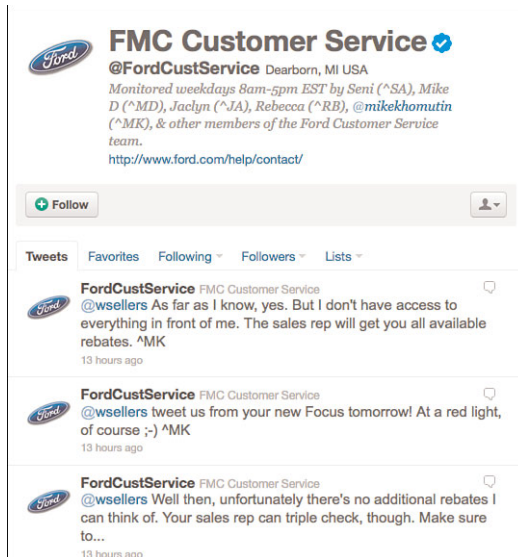 Ford
FMC Customer Service
@FordCustService Dearborn, MI USA
Monitored weekdays 8am-5pm EST by Seni (^SA), Mike
D (^MD), Jaclyn (^JA), Rebecca (^RB), @mikekhomutin
(^MK), & other members of the Ford Customer Service
team.
http://www.ford.com/help/contact/
Follow
Tweets Favorites Following Followers Lists
Ford
FordCustService FMC Customer Service
@wsellers As far as I know, yes. But I don't have access to
everything in front of me. The sales rep will get you all available
rebates. ^MK
13 hours ago
Ford
FordCustService FMC Customer Service
@wsellers tweet us from your new Focus tomorrow! At a red light,
of course ;-) ^MK
13 hours ago
Ford
FordCustService FMC Customer Service
@wsellers Well then, unfortunately there's no additional rebates I
can think of. Your sales rep can triple check, though. Make sure
to...
13 hours ago